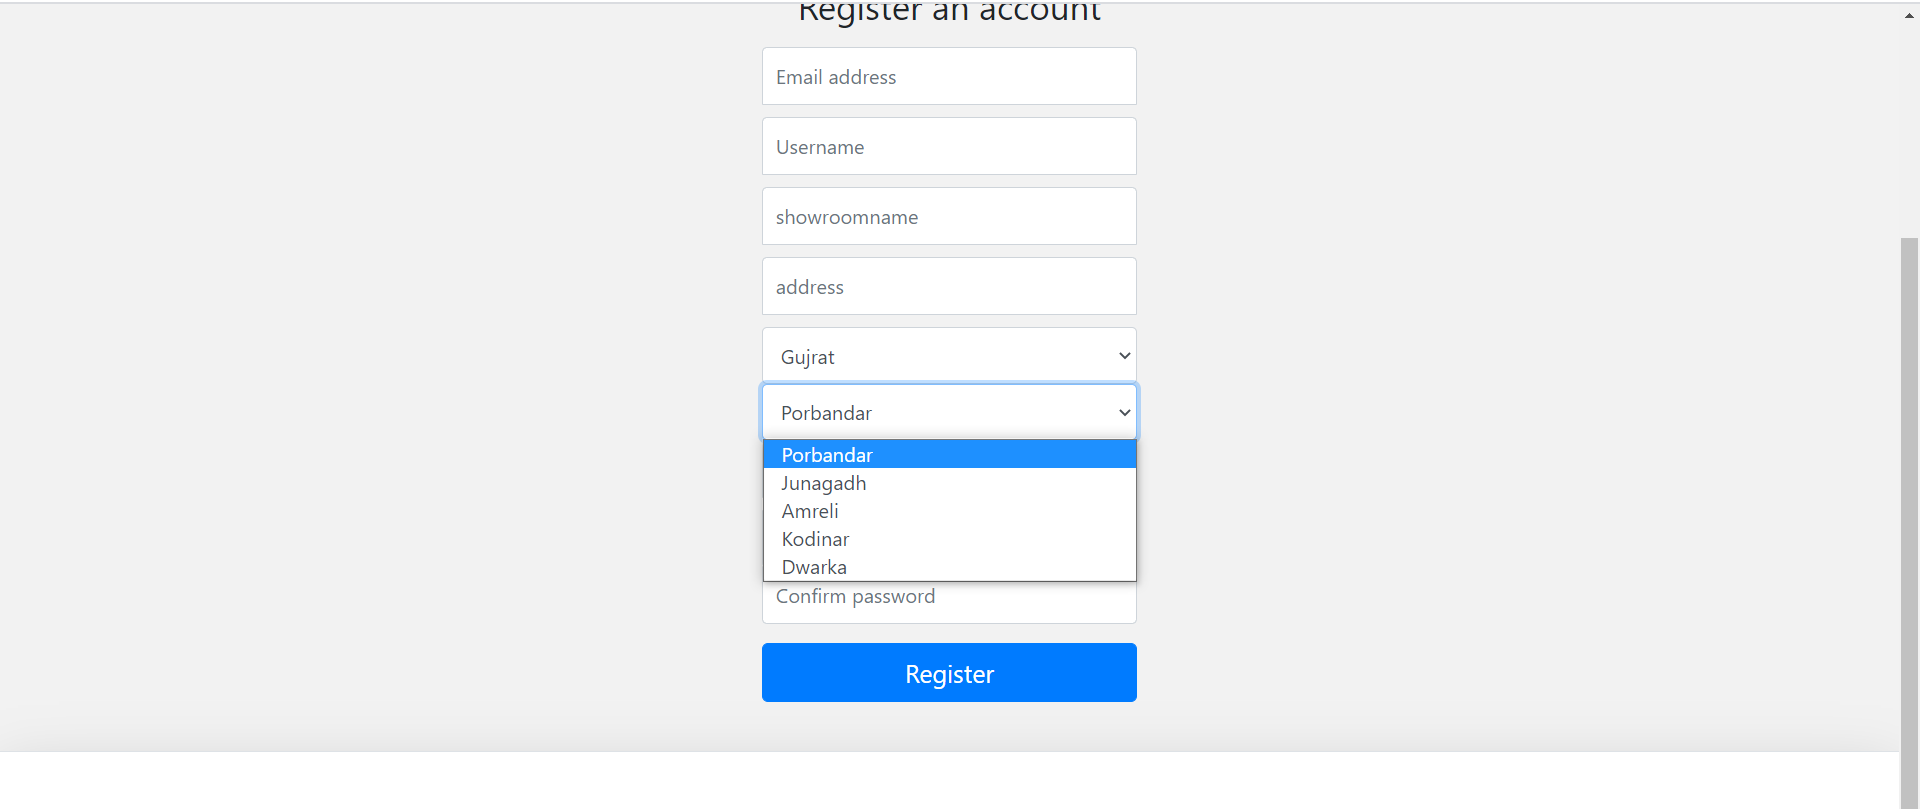 Register an account
Email address
Username
showroomname
address
Gujrat
Porbandar
Porbandar
Junagadh
Amreli
Kodinar
Dwarka
Confirm password
Register